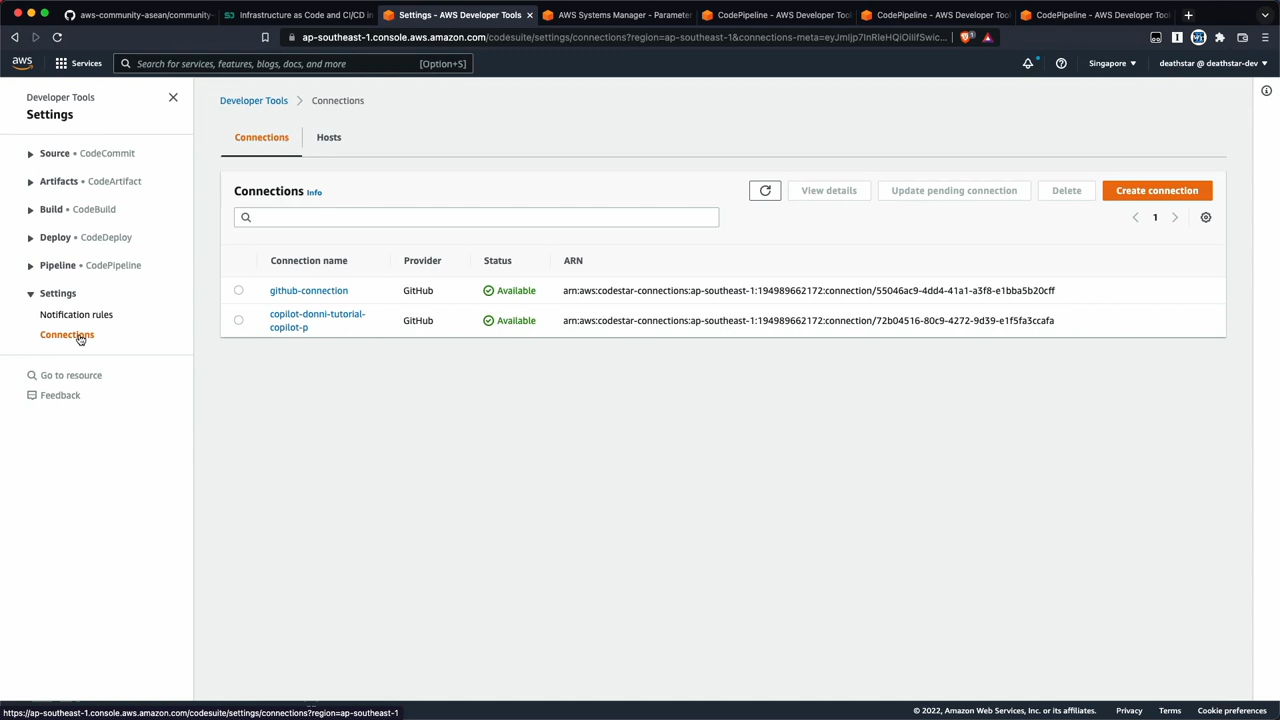 aws-community-asean/community-
Infrastructure as Code and CI/CD in
Settings - AWS Developer Tools
AWS Systems Manager - Parameter
CodePipeline - AWS Developer Tool
CodePipeline - AWS Developer Tool
CodePipeline - AWS Developer Tool
ap-southeast-1.console.aws.amazon.com/codesuite/settings/connections?region=ap-southeast-1&connections-meta=eyJmIjp7InRleHQiOiIifSwic...
aws
Services
Search for services, features, blogs, docs, and more
[Option+S]
Singapore
deathstar @ deathstar-dev
Developer Tools
Settings
Source • CodeCommit
Artifacts • CodeArtifact
Build • CodeBuild
Deploy • CodeDeploy
Pipeline • CodePipeline
Settings
Notification rules
Connections
Go to resource
Feedback
Developer Tools
Connections
Connections
Hosts
Connections Info
View details
Update pending connection
Delete
Create connection
1
Connection name
Provider
Status
ARN
github-connection
GitHub
Available
arn:aws:codestar-connections:ap-southeast-1:194989662172:connection/55046ac9-4dd4-41a1-a3f8-e1bba5b20cff
copilot-donni-tutorial-
copilot-p
GitHub
Available
arn:aws:codestar-connections:ap-southeast-1:194989662172:connection/72b04516-80c9-4272-9d39-e1f5fa3ccafa
https://ap-southeast-1.console.aws.amazon.com/codesuite/settings/connections?region=ap-southeast-1
© 2022, Amazon Web Services, Inc. or its affiliates.
Privacy
Terms
Cookie preferences